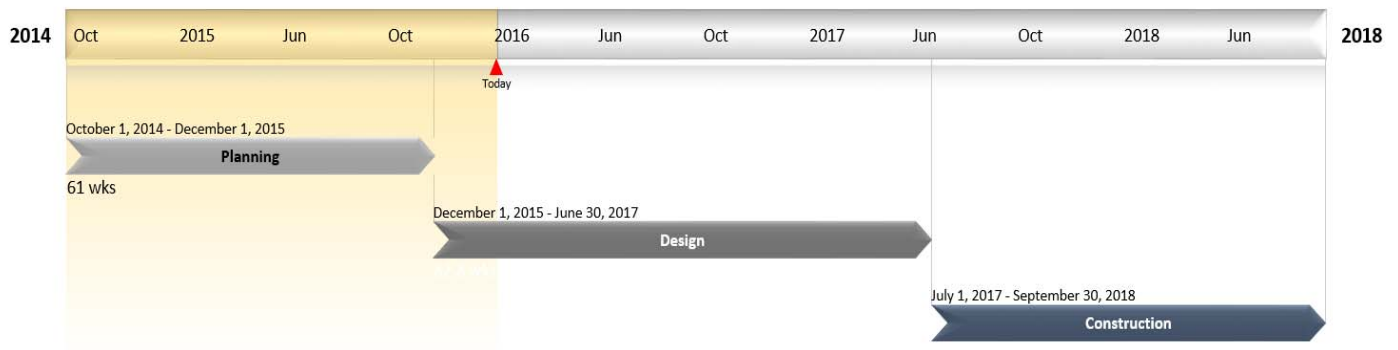 2014 Oct 2015 Jun Oct 2016 Jun Oct 2017 Jun Oct 2018 Jun 2018
Today
October 1, 2014 - December 1, 2015
Planning
61 wks
December 1, 2015 - June 30, 2017
Design
July 1, 2017 - September 30, 2018
Construction